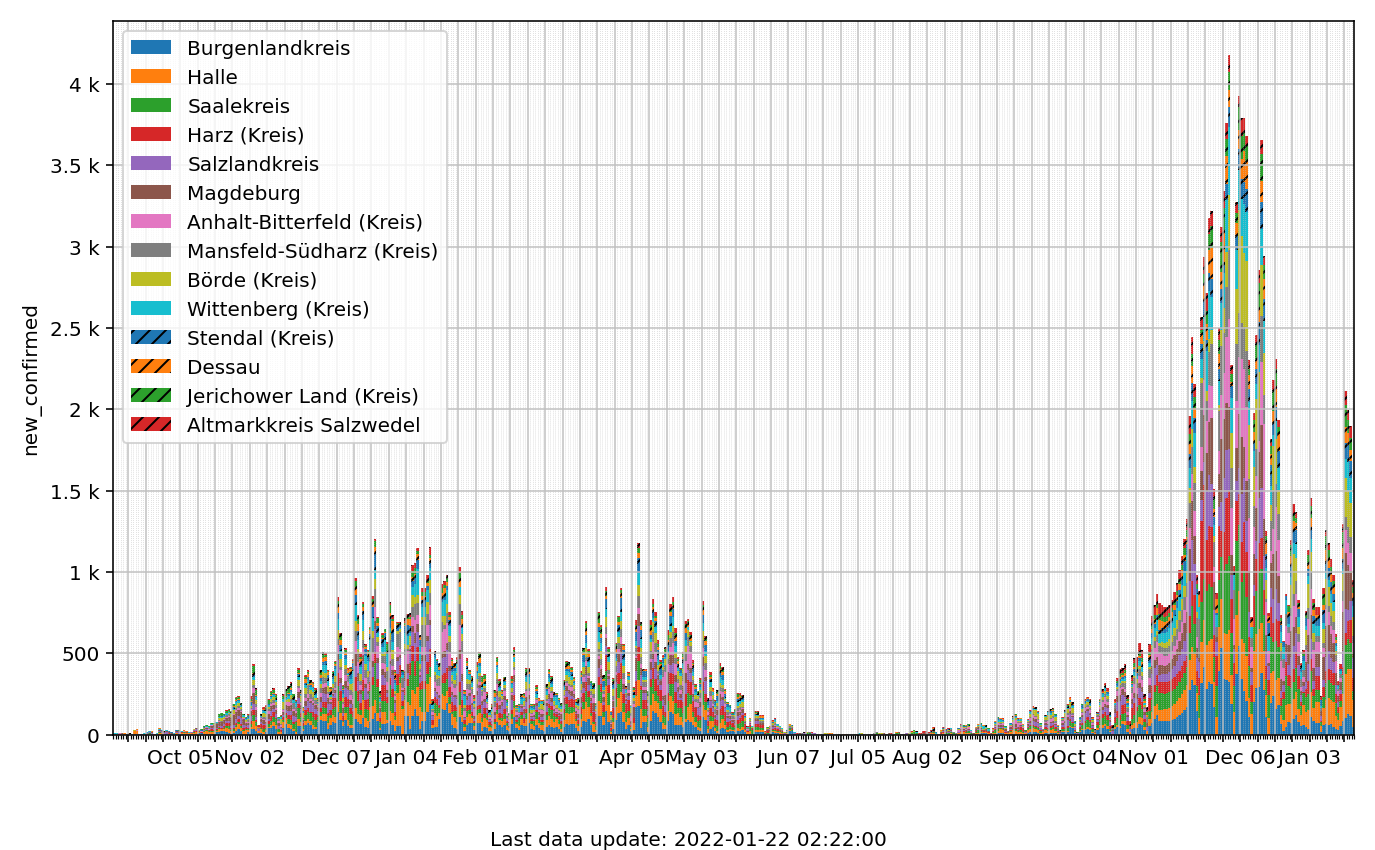 Burgenlandkreis
Halle
Saalekreis
Harz (Kreis)
Salzlandkreis
Magdeburg
Anhalt-Bitterfeld (Kreis)
Mansfeld-Südharz (Kreis)
Börde (Kreis)
Wittenberg (Kreis)
Stendal (Kreis)
Dessau
Jerichower Land (Kreis)
Altmarkkreis Salzwedel
new_confirmed
4 k
3.5 k
3 k
2.5 k
2 k
1.5 k
1 k
500
0
Oct 05 Nov 02 Dec 07 Jan 04 Feb 01 Mar 01 Apr 05 May 03 Jun 07 Jul 05 Aug 02 Sep 06 Oct 04 Nov 01 Dec 06 Jan 03
Last data update: 2022-01-22 02:22:00